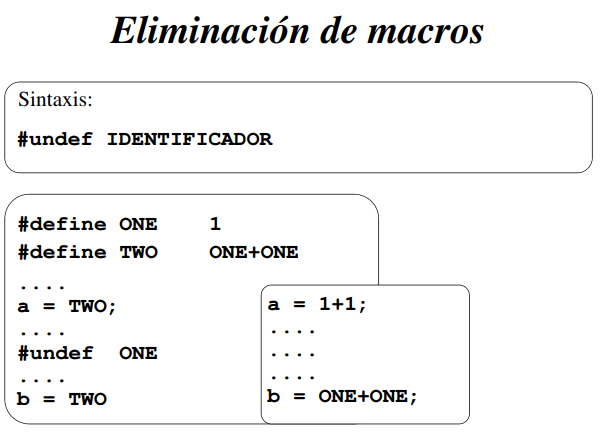 Eliminación de macros
Sintaxis:
#undef IDENTIFICADOR
#define ONE 1
#define TWO ONE+ONE
....
a = TWO;
....
#undef ONE
....
b = TWO
a = 1+1;
....
....
....
b = ONE+ONE;